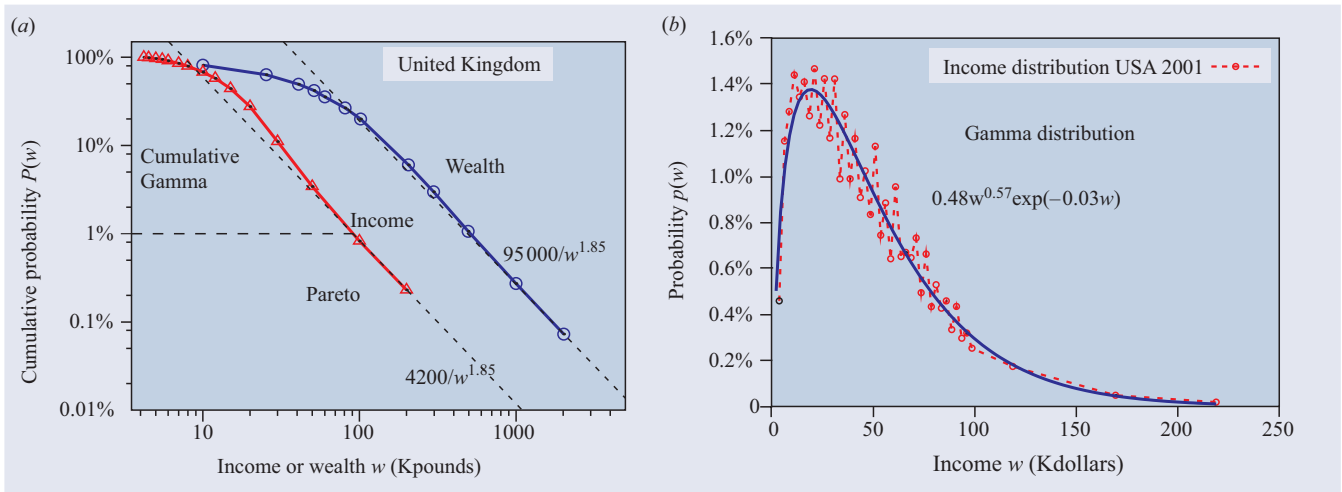 (a)
100%
10%
1%
0.1%
0.01%
Cumulative probability P(w)
United Kingdom
Cumulative
Gamma
Wealth
Income
Pareto
95 000/w^1.85
4200/w^1.85
10 100 1000
Income or wealth w (Kpounds)
(b)
1.6%
1.4%
1.2%
1.0%
0.8%
0.6%
0.4%
0.2%
0
Probability p(w)
Income distribution USA 2001
Gamma distribution
0.48w^0.57exp(−0.03w)
0 50 100 150 200 250
Income w (Kdollars)